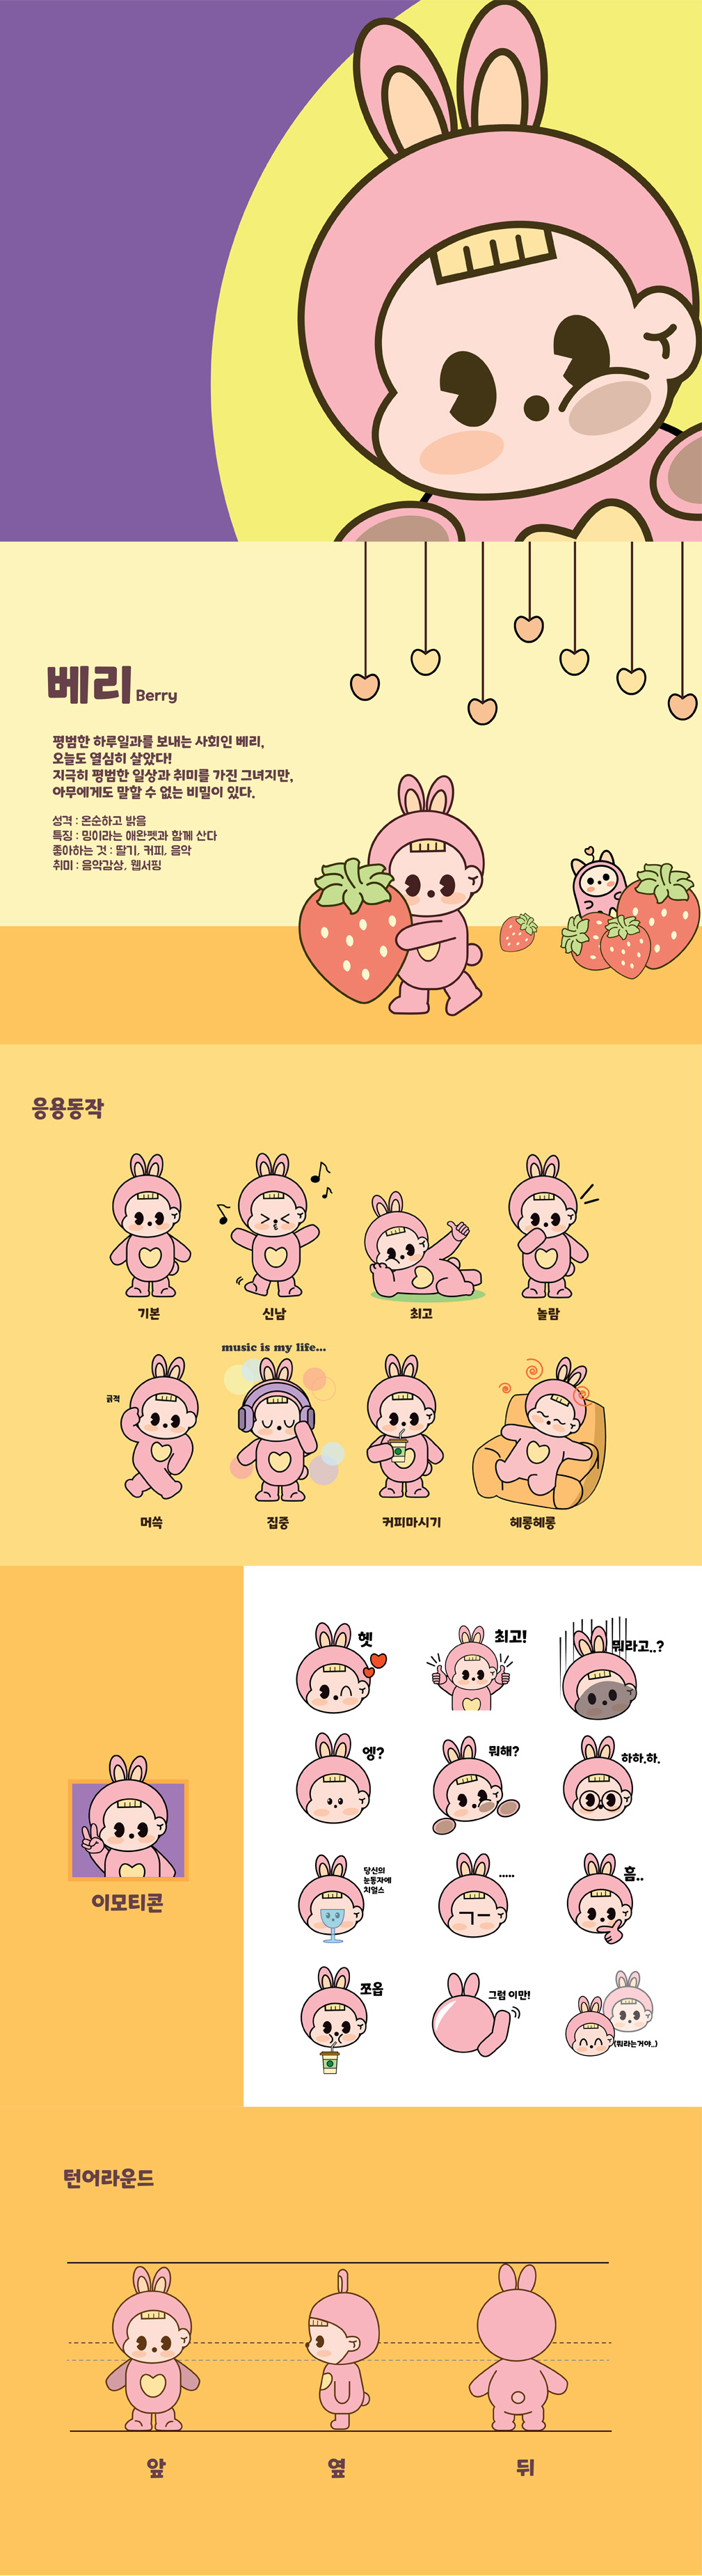 베리 Berry
평범한 하루일과를 보내는 사회인 베리,
오늘도 열심히 살았다!
지극히 평범한 일상과 취미를 가진 그녀지만,
아무에게도 말할 수 없는 비밀이 있다.
성격 : 온순하고 밝음
특징 : 밍이라는 애완펫과 함께 산다
좋아하는 것 : 딸기, 커피, 음악
취미 : 음악감상, 웹서핑
응용동작
기본
신남
최고
놀람
music is my life...
긁적
머쓱
집중
커피마시기
헤롱헤롱
헷
최고!
뭐라고..?
엥?
뭐해?
하하.하.
이모티콘
당신의
눈동자에
치얼스
.....
흠..
쪼옵
그럼 이만!
(뭐라는거야..)
턴어라운드
앞
옆
뒤